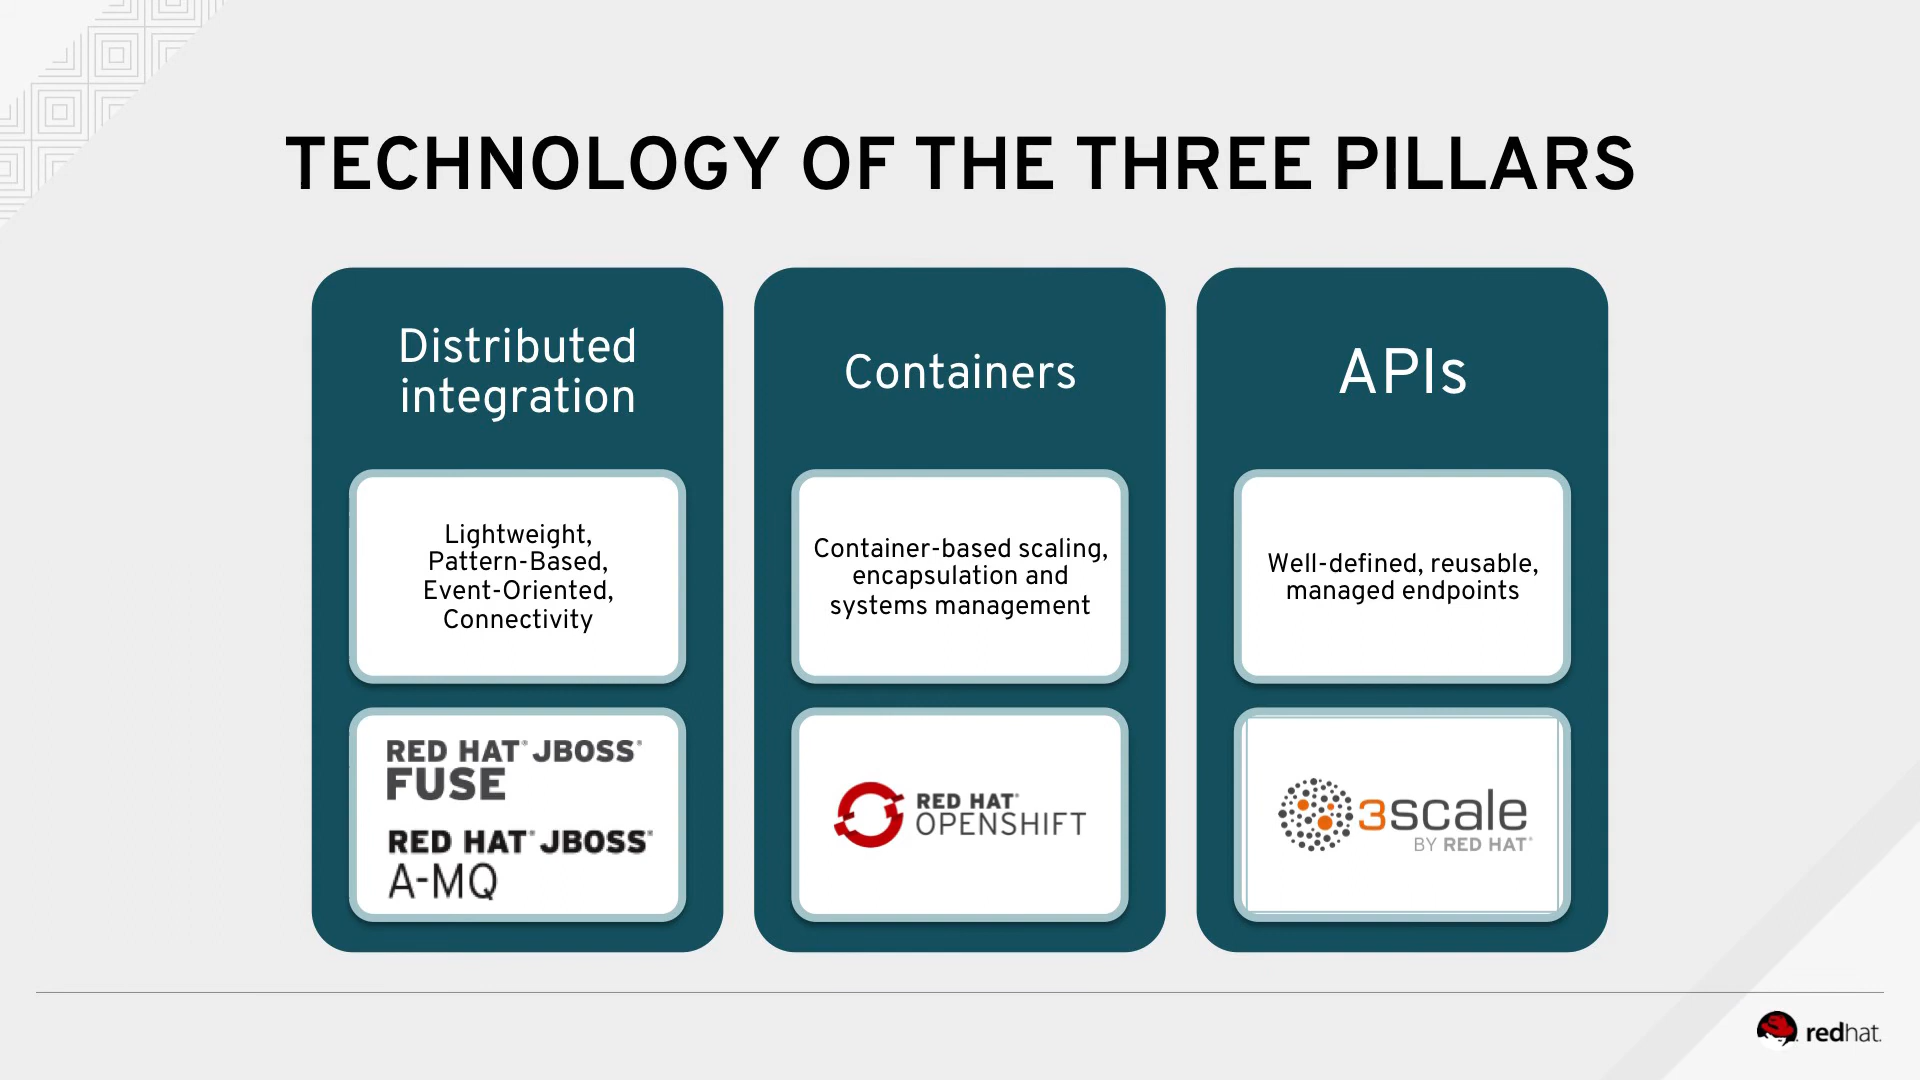 TECHNOLOGY OF THE THREE PILLARS
Distributed
integration
Lightweight,
Pattern-Based,
Event-Oriented,
Connectivity
RED HAT® JBOSS®
FUSE
RED HAT® JBOSS®
A-MQ
Containers
Container-based scaling,
encapsulation and
systems management
RED HAT®
OPENSHIFT
APIs
Well-defined, reusable,
managed endpoints
3scale
BY RED HAT®
redhat.